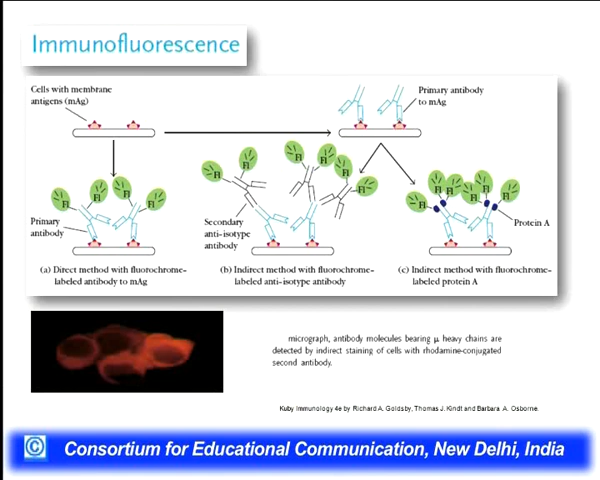 Immunofluorescence
Cells with membrane
antigens (mAg)
Primary antibody
to mAg
Fl
Fl
Fl
Fl
Fl
Fl
Fl
Fl
Fl
Fl
Fl
Fl
Fl
Primary
antibody
Secondary
anti-isotype
antibody
Protein A
(a) Direct method with fluorochrome-
labeled antibody to mAg
(b) Indirect method with fluorochrome-
labeled anti-isotype antibody
(c) Indirect method with fluorochrome-
labeled protein A
micrograph, antibody molecules bearing μ heavy chains are
detected by indirect staining of cells with rhodamine-conjugated
second antibody.
Kuby Immunology 4e by Richard A. Goldsby, Thomas J. Kindt and Barbara A. Osborne.
© Consortium for Educational Communication, New Delhi, India